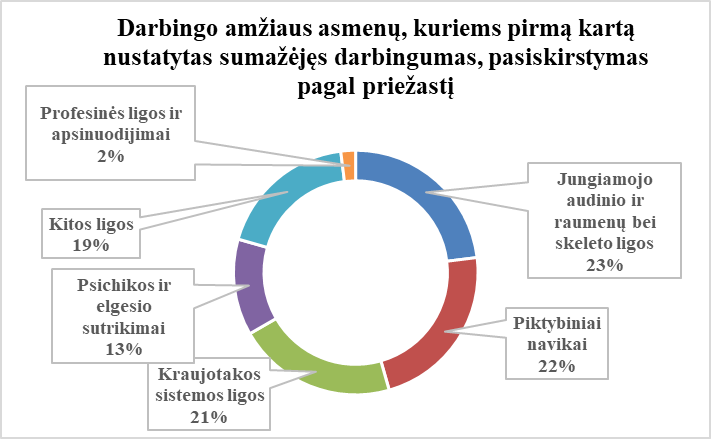 Darbingo amžiaus asmenų, kuriems pirmą kartą
nustatytas sumažėjęs darbingumas, pasiskirstymas
pagal priežastį
Profesinės ligos ir
apsinuodijimai
2%
Jungiamojo
audinio ir
raumenų bei
skeleto ligos
23%
Kitos ligos
19%
Psichikos ir
elgesio
sutrikimai
13%
Piktybiniai
navikai
22%
Kraujotakos
sistemos ligos
21%